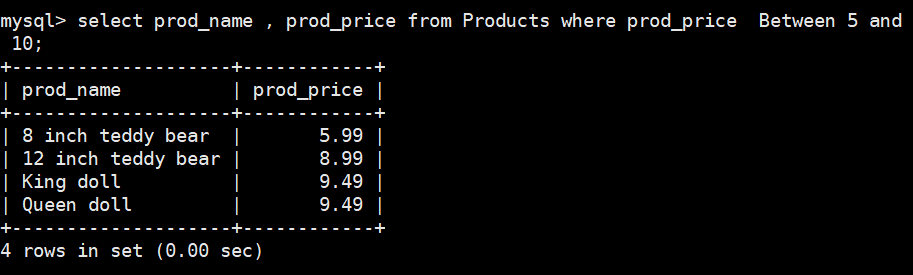 mysql> select prod_name , prod_price from Products where prod_price  Between 5 and
 10;
+--------------------+------------+
| prod_name          | prod_price |
+--------------------+------------+
| 8 inch teddy bear  |       5.99 |
| 12 inch teddy bear |       8.99 |
| King doll          |       9.49 |
| Queen doll         |       9.49 |
+--------------------+------------+
4 rows in set (0.00 sec)